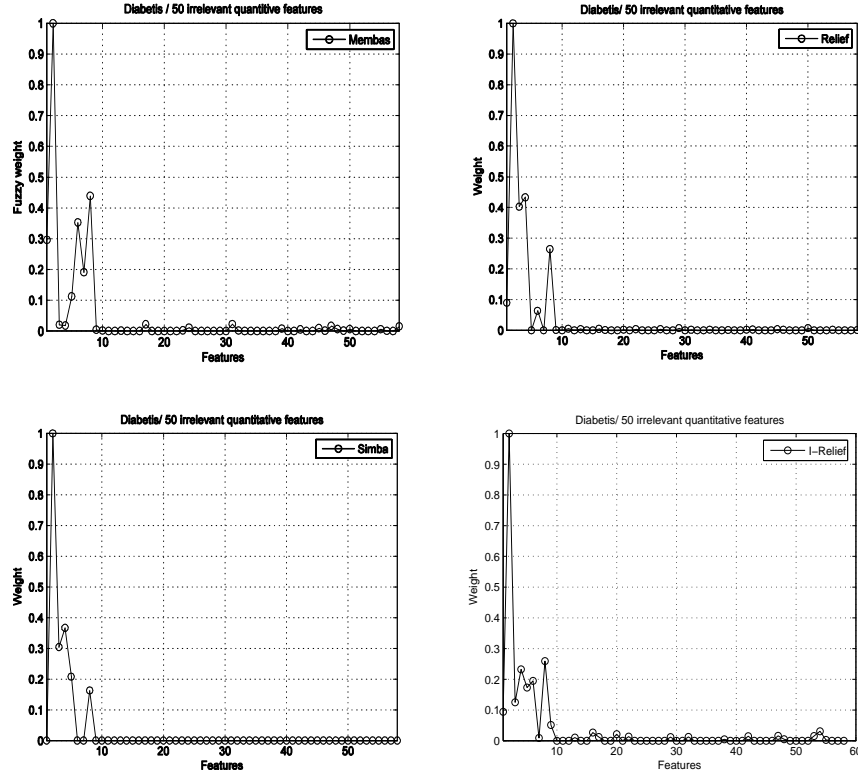 Diabetis / 50 irrelevant quantitive features
Membas
Fuzzy weight
1
0.9
0.8
0.7
0.6
0.5
0.4
0.3
0.2
0.1
0
10 20 30 40 50
Features
Diabetis/ 50 irrelevant quantitative features
Relief
Weight
1
0.9
0.8
0.7
0.6
0.5
0.4
0.3
0.2
0.1
0
10 20 30 40 50
Features
Diabetis/ 50 irrelevant quantitative features
Simba
Weight
1
0.9
0.8
0.7
0.6
0.5
0.4
0.3
0.2
0.1
0
10 20 30 40 50
Features
Diabetis/ 50 irrelevant quantitative features
I-Relief
Weight
1
0.9
0.8
0.7
0.6
0.5
0.4
0.3
0.2
0.1
0
10 20 30 40 50 60
Features